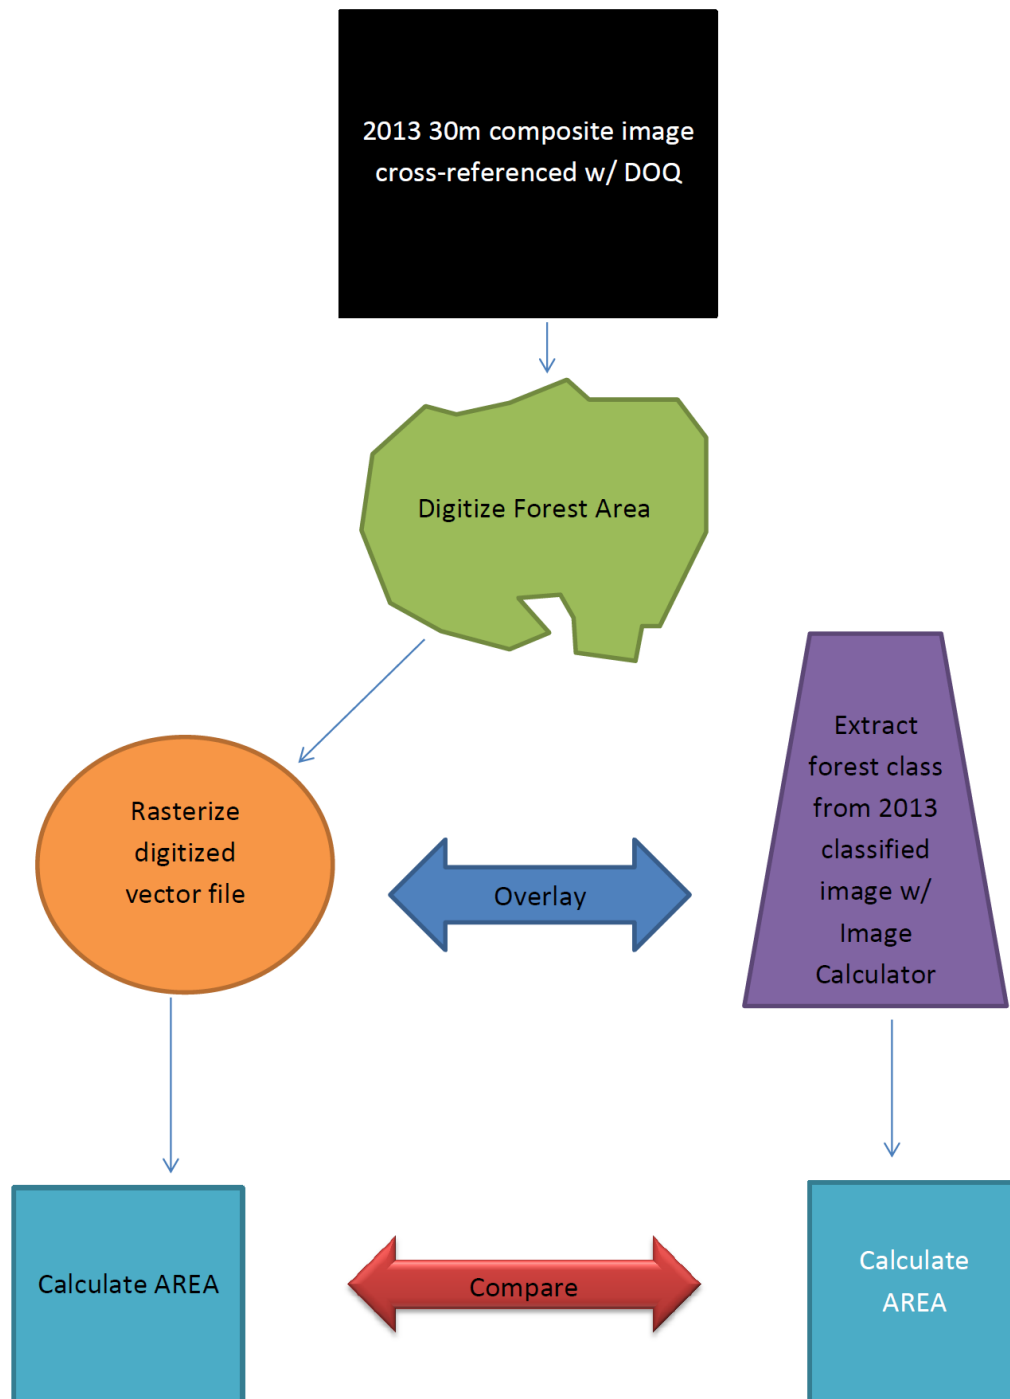 2013 30m composite image
cross-referenced w/ DOQ
Digitize Forest Area
Rasterize
digitized
vector file
Overlay
Extract
forest class
from 2013
classified
image w/
Image
Calculator
Calculate AREA
Compare
Calculate
AREA